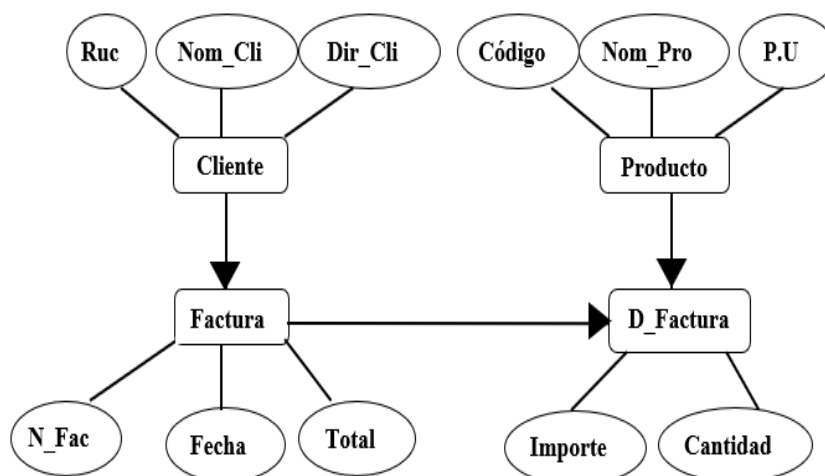 Ruc
Nom_Cli
Dir_Cli
Código
Nom_Pro
P.U
Cliente
Producto
Factura
D_Factura
N_Fac
Fecha
Total
Importe
Cantidad